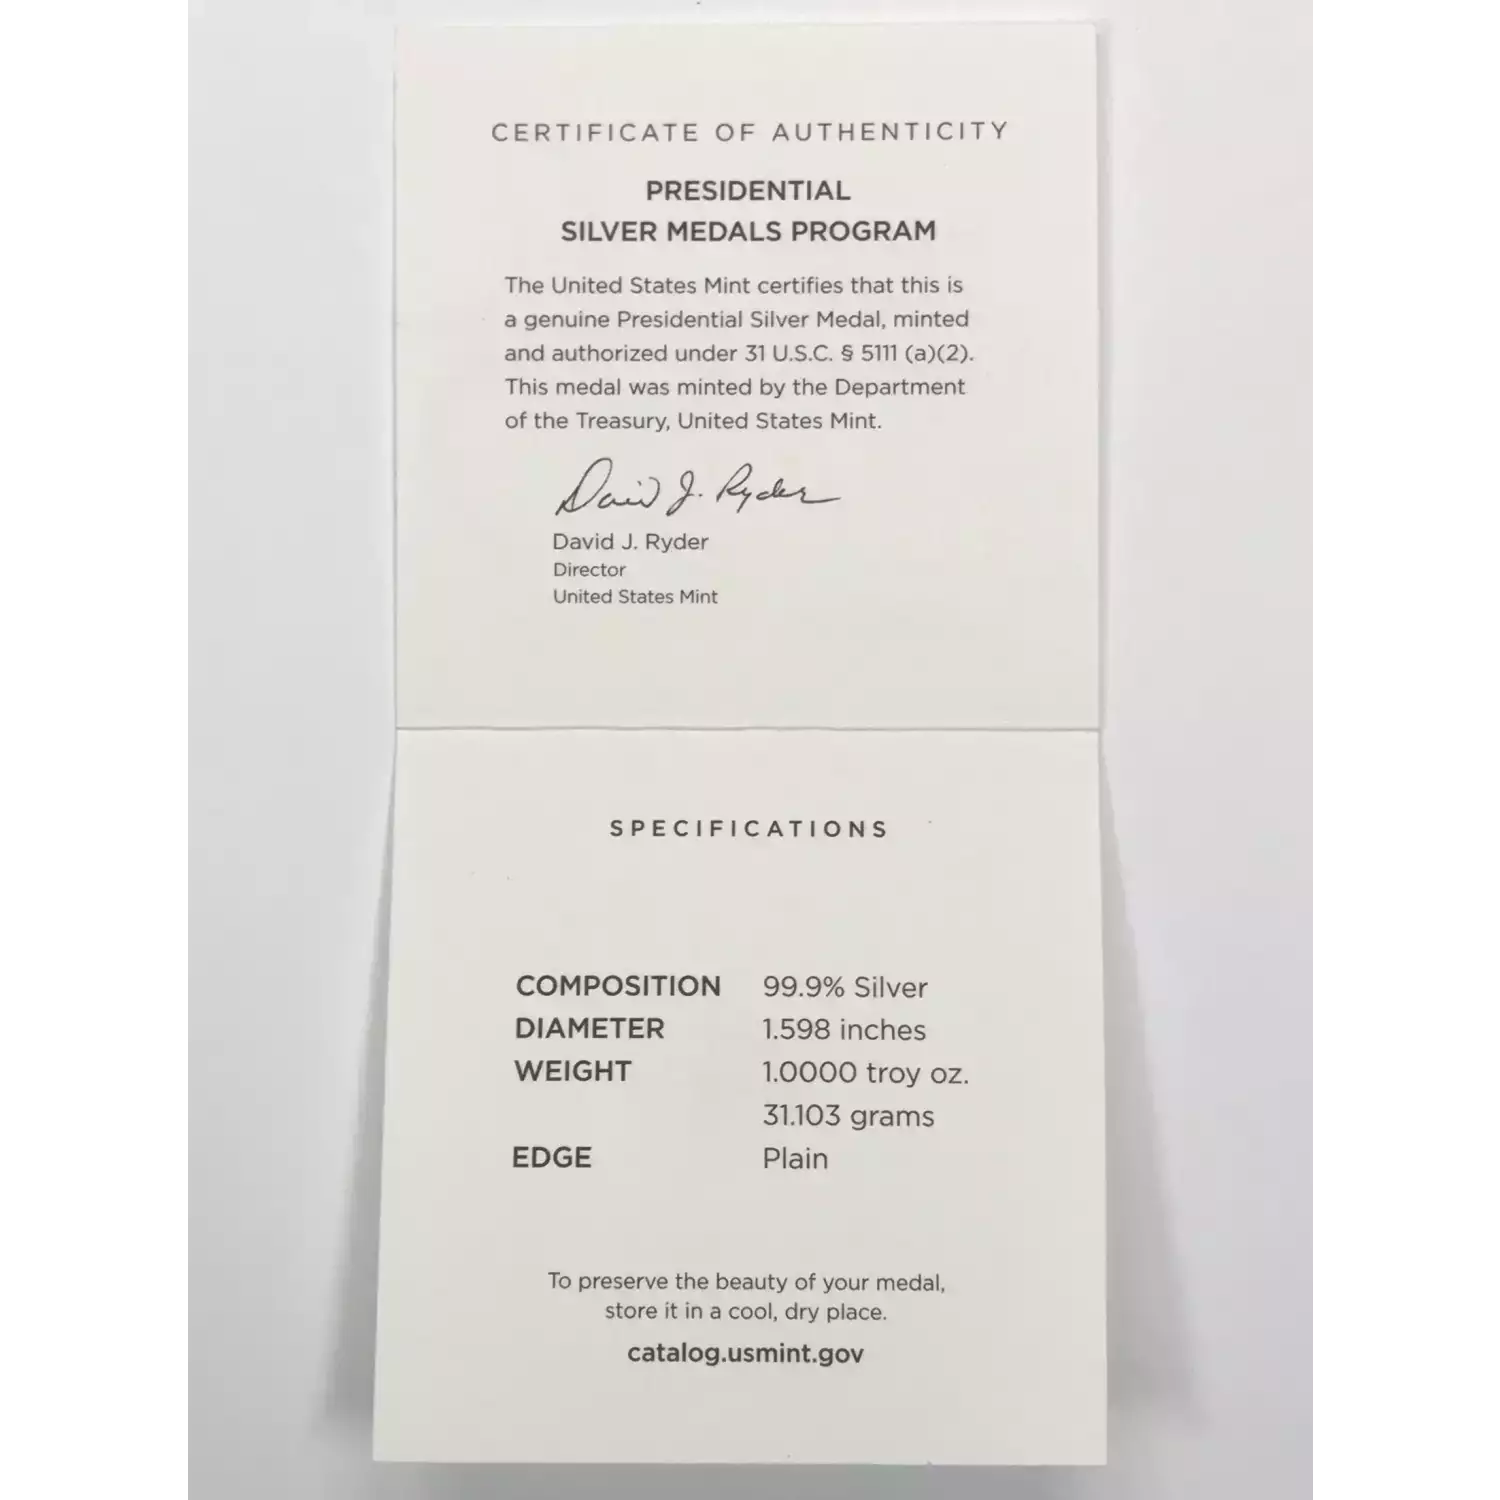 CERTIFICATE OF AUTHENTICITY
PRESIDENTIAL
SILVER MEDALS PROGRAM
The United States Mint certifies that this is
a genuine Presidential Silver Medal, minted
and authorized under 31 U.S.C. § 5111 (a)(2).
This medal was minted by the Department
of the Treasury, United States Mint.
David J. Ryder
David J. Ryder
Director
United States Mint
SPECIFICATIONS
COMPOSITION 99.9% Silver
DIAMETER 1.598 inches
WEIGHT 1.0000 troy oz.
31.103 grams
EDGE Plain
To preserve the beauty of your medal,
store it in a cool, dry place.
catalog.usmint.gov